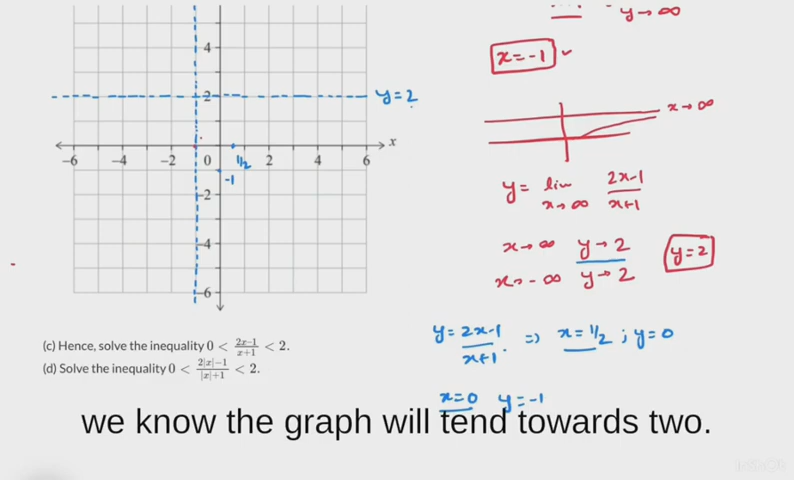 y→∞
x=-1
4
2
y=2
x→∞
x
-6 -4 -2 0 1/2 2 4 6
-1
-2
-4
-6
y = lim x→∞ 2x-1/x+1
x→∞ y→2
y=2
x→-∞ y→2
y = 2x-1/x+1 ⇒ x=1/2 ; y=0
x=0 y=-1
(c) Hence, solve the inequality 0 < 2x−1/x+1 < 2.
(d) Solve the inequality 0 < 2|x|−1/|x|+1 < 2.
we know the graph will tend towards two.